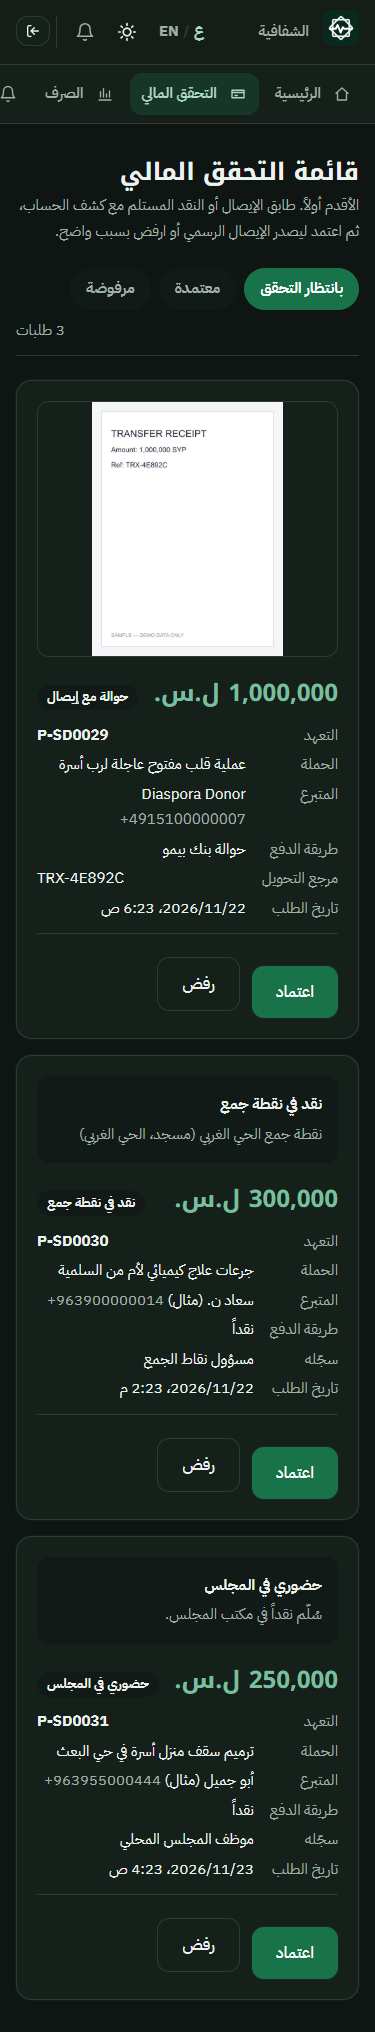 الشفافية
ع / EN
الرئيسية
التحقق المالي
الصرف
قائمة التحقق المالي
الأقدم أولاً. طابق الإيصال أو النقد المستلم مع كشف الحساب،
ثم اعتمد ليصدر الإيصال الرسمي أو ارفض بسبب واضح.
بانتظار التحقق
معتمدة
مرفوضة
3 طلبات
TRANSFER RECEIPT
Amount: 1,000,000 SYP
Ref: TRX-4E892C
SAMPLE — DEMO DATA ONLY
1,000,000 ل.س.
حوالة مع إيصال
التعهد P-SD0029
الحملة عملية قلب مفتوح عاجلة لرب أسرة
المتبرع Diaspora Donor
+4915100000007
طريقة الدفع حوالة بنك بيمو
مرجع التحويل TRX-4E892C
تاريخ الطلب 2026/11/22، 6:23 ص
اعتماد
رفض
نقد في نقطة جمع
نقطة جمع الحي الغربي (مسجد، الحي الغربي)
300,000 ل.س.
نقد في نقطة جمع
التعهد P-SD0030
الحملة جرعات علاج كيميائي لأم من السلمية
المتبرع سعاد ن. (مثال) +963900000014
طريقة الدفع نقداً
سجّله مسؤول نقاط الجمع
تاريخ الطلب 2026/11/22، 2:23 م
اعتماد
رفض
حضوري في المجلس
سُلّم نقداً في مكتب المجلس.
250,000 ل.س.
حضوري في المجلس
التعهد P-SD0031
الحملة ترميم سقف منزل أسرة في حي البعث
المتبرع أبو جميل (مثال) +963955000444
طريقة الدفع نقداً
سجّله موظف المجلس المحلي
تاريخ الطلب 2026/11/23، 4:23 ص
اعتماد
رفض